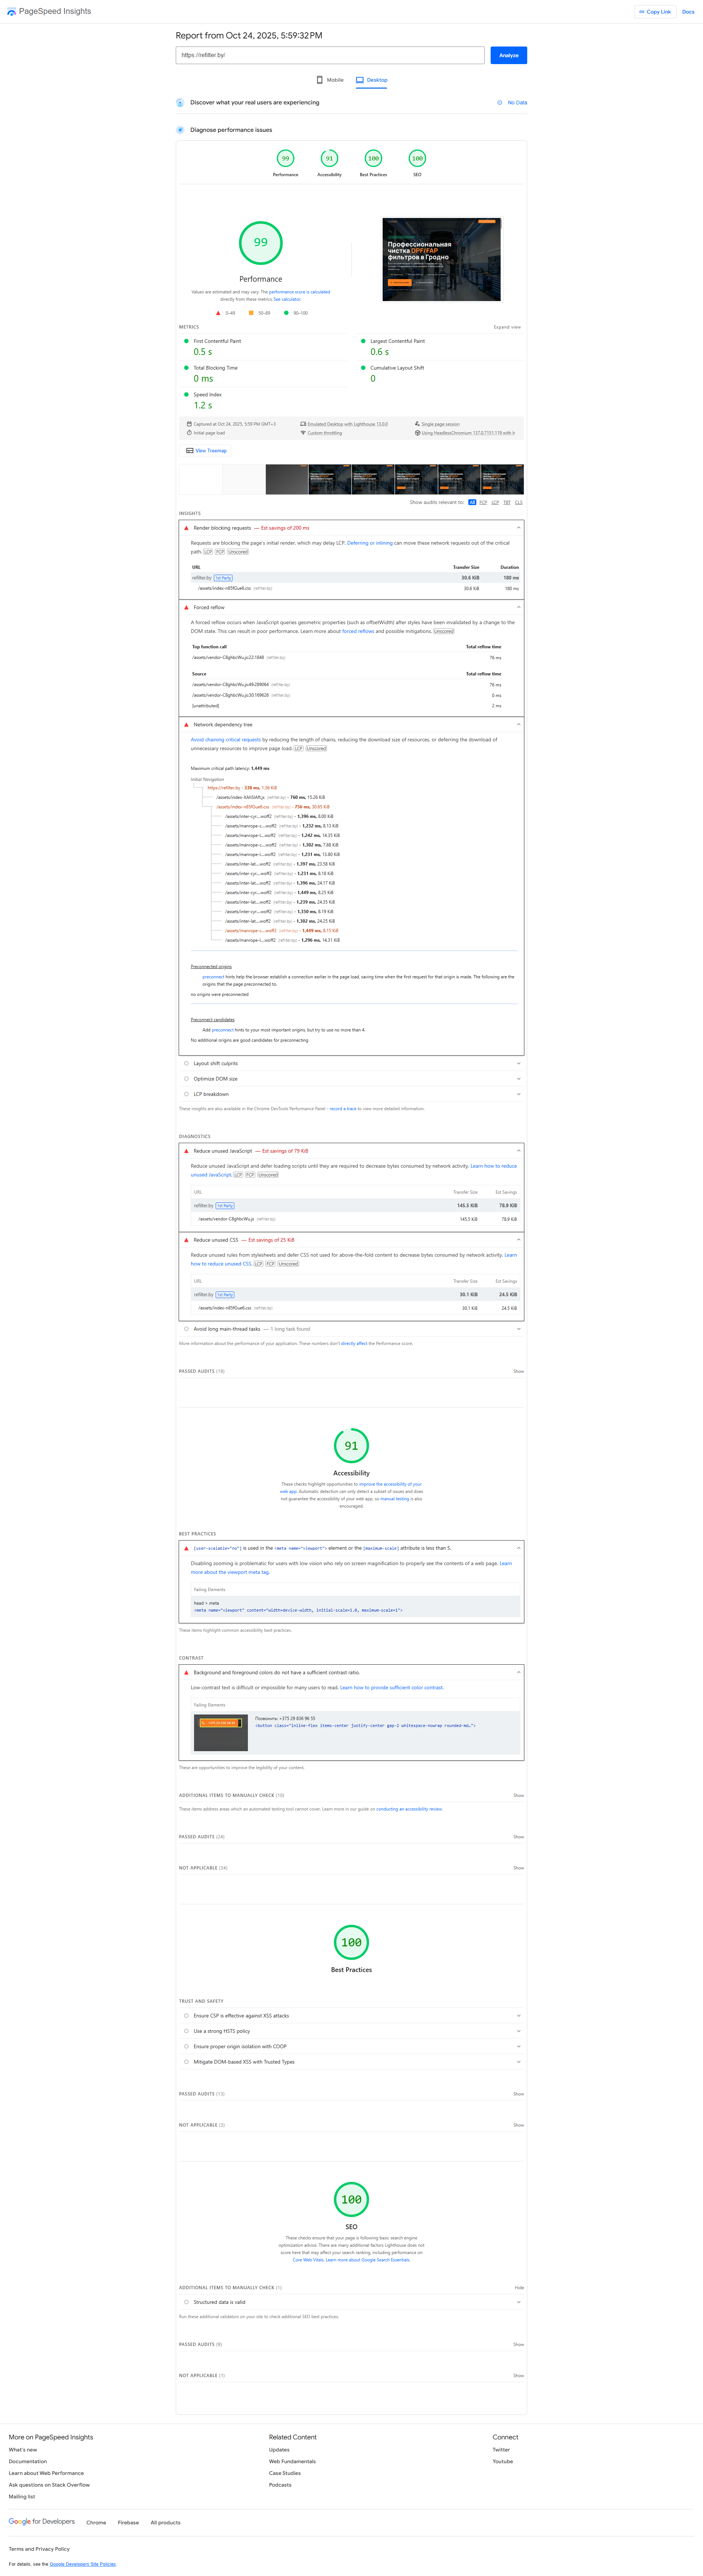 PageSpeed Insights
Copy Link
Docs
Report from Oct 24, 2025, 5:59:32 PM
https://refilter.by/
Analyze
Mobile
Desktop
Discover what your real users are experiencing
No Data
Diagnose performance issues
99
91
100
100
Performance
Accessibility
Best Practices
SEO
99
Performance
Values are estimated and may vary. The performance score is calculated
directly from these metrics. See calculator.
0–49
50–89
90–100
Профессиональная
чистка DPF/FAP
фильтров в Гродно
METRICS
Expand view
First Contentful Paint
0.5 s
Largest Contentful Paint
0.6 s
Total Blocking Time
0 ms
Cumulative Layout Shift
0
Speed Index
1.2 s
Captured at Oct 24, 2025, 5:59 PM GMT+3
Emulated Desktop with Lighthouse 13.0.0
Single page session
Initial page load
Custom throttling
Using HeadlessChromium 137.0.7151.119 with lr
View Treemap
Show audits relevant to: All FCP LCP TBT CLS
INSIGHTS
Render blocking requests — Est savings of 200 ms
Requests are blocking the page's initial render, which may delay LCP. Deferring or inlining can move these network requests out of the critical
path. LCP FCP Unscored
URL Transfer Size Duration
refilter.by 1st Party 30.6 KiB 180 ms
(refilter.by) 30.6 KiB 180 ms
Forced reflow
A forced reflow occurs when JavaScript queries geometric properties (such as offsetWidth) after styles have been invalidated by a change to the
DOM state. This can result in poor performance. Learn more about forced reflows and possible mitigations. Unscored
Top function call Total reflow time
(refilter.by) 76 ms
Source Total reflow time
(refilter.by) 76 ms
(refilter.by) 0 ms
[unattributed] 2 ms
Network dependency tree
Avoid chaining critical requests by reducing the length of chains, reducing the download size of resources, or deferring the download of
unnecessary resources to improve page load. LCP Unscored
Maximum critical path latency: 1,449 ms
Initial Navigation
https://refilter.by - 338 ms, 1.36 KiB
(refilter.by) - 760 ms, 15.26 KiB
(refilter.by) - 756 ms, 30.85 KiB
/assets/inter-cyr….woff2 (refilter.by) - 1,396 ms, 8.00 KiB
/assets/manrope-c….woff2 (refilter.by) - 1,232 ms, 8.13 KiB
/assets/manrope-l….woff2 (refilter.by) - 1,242 ms, 14.35 KiB
/assets/manrope-c….woff2 (refilter.by) - 1,302 ms, 7.88 KiB
/assets/manrope-l….woff2 (refilter.by) - 1,231 ms, 13.80 KiB
/assets/inter-lat….woff2 (refilter.by) - 1,397 ms, 23.58 KiB
/assets/inter-cyr….woff2 (refilter.by) - 1,231 ms, 8.16 KiB
/assets/inter-lat….woff2 (refilter.by) - 1,396 ms, 24.17 KiB
/assets/inter-cyr….woff2 (refilter.by) - 1,449 ms, 8.25 KiB
/assets/inter-lat….woff2 (refilter.by) - 1,239 ms, 24.35 KiB
/assets/inter-cyr….woff2 (refilter.by) - 1,350 ms, 8.19 KiB
/assets/inter-lat….woff2 (refilter.by) - 1,302 ms, 24.25 KiB
/assets/manrope-c….woff2 (refilter.by) - 1,449 ms, 8.15 KiB
/assets/manrope-l….woff2 (refilter.by) - 1,296 ms, 14.31 KiB
Preconnected origins
preconnect hints help the browser establish a connection earlier in the page load, saving time when the first request for that origin is made. The following are the
origins that the page preconnected to.
no origins were preconnected
Preconnect candidates
Add preconnect hints to your most important origins, but try to use no more than 4.
No additional origins are good candidates for preconnecting
Layout shift culprits
Optimize DOM size
LCP breakdown
These insights are also available in the Chrome DevTools Performance Panel - record a trace to view more detailed information.
DIAGNOSTICS
Reduce unused JavaScript — Est savings of 79 KiB
Reduce unused JavaScript and defer loading scripts until they are required to decrease bytes consumed by network activity. Learn how to reduce
unused JavaScript. LCP FCP Unscored
URL Transfer Size Est Savings
refilter.by 1st Party 145.5 KiB 78.9 KiB
(refilter.by) 145.5 KiB 78.9 KiB
Reduce unused CSS — Est savings of 25 KiB
Reduce unused rules from stylesheets and defer CSS not used for above-the-fold content to decrease bytes consumed by network activity. Learn
how to reduce unused CSS. LCP FCP Unscored
URL Transfer Size Est Savings
refilter.by 1st Party 30.1 KiB 24.5 KiB
(refilter.by) 30.1 KiB 24.5 KiB
Avoid long main-thread tasks — 1 long task found
More information about the performance of your application. These numbers don't directly affect the Performance score.
PASSED AUDITS (18)
Show
91
Accessibility
These checks highlight opportunities to improve the accessibility of your
web app. Automatic detection can only detect a subset of issues and does
not guarantee the accessibility of your web app, so manual testing is also
encouraged.
BEST PRACTICES
[user-scalable="no"] is used in the <meta name="viewport"> element or the [maximum-scale] attribute is less than 5.
Disabling zooming is problematic for users with low vision who rely on screen magnification to properly see the contents of a web page. Learn
more about the viewport meta tag.
Failing Elements
head > meta
<meta name="viewport" content="width=device-width, initial-scale=1.0, maximum-scale=1">
These items highlight common accessibility best practices.
CONTRAST
Background and foreground colors do not have a sufficient contrast ratio.
Low-contrast text is difficult or impossible for many users to read. Learn how to provide sufficient color contrast.
Failing Elements
Позвонить: +375 29 836 96 55
<button class="inline-flex items-center justify-center gap-2 whitespace-nowrap rounded-md…">
These are opportunities to improve the legibility of your content.
ADDITIONAL ITEMS TO MANUALLY CHECK (10)
Show
These items address areas which an automated testing tool cannot cover. Learn more in our guide on conducting an accessibility review.
PASSED AUDITS (24)
Show
NOT APPLICABLE (34)
Show
100
Best Practices
TRUST AND SAFETY
Ensure CSP is effective against XSS attacks
Use a strong HSTS policy
Ensure proper origin isolation with COOP
Mitigate DOM-based XSS with Trusted Types
PASSED AUDITS (13)
Show
NOT APPLICABLE (3)
Show
100
SEO
These checks ensure that your page is following basic search engine
optimization advice. There are many additional factors Lighthouse does not
score here that may affect your search ranking, including performance on
Core Web Vitals. Learn more about Google Search Essentials.
ADDITIONAL ITEMS TO MANUALLY CHECK (1)
Hide
Structured data is valid
Run these additional validators on your site to check additional SEO best practices.
PASSED AUDITS (9)
Show
NOT APPLICABLE (1)
Show
More on PageSpeed Insights
What's new
Documentation
Learn about Web Performance
Ask questions on Stack Overflow
Mailing list
Related Content
Updates
Web Fundamentals
Case Studies
Podcasts
Connect
Twitter
Youtube
Google for Developers
Chrome
Firebase
All products
Terms and Privacy Policy
For details, see the Google Developers Site Policies.